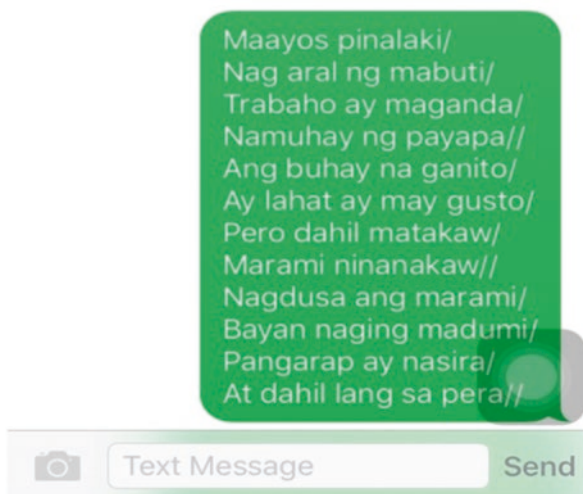 Maayos pinalaki/
Nag aral ng mabuti/
Trabaho ay maganda/
Namuhay ng payapa//
Ang buhay na ganito/
Ay lahat ay may gusto/
Pero dahil matakaw/
Marami ninanakaw//
Nagdusa ang marami/
Bayan naging madumi/
Pangarap ay nasira/
At dahil lang sa pera//
Text Message Send